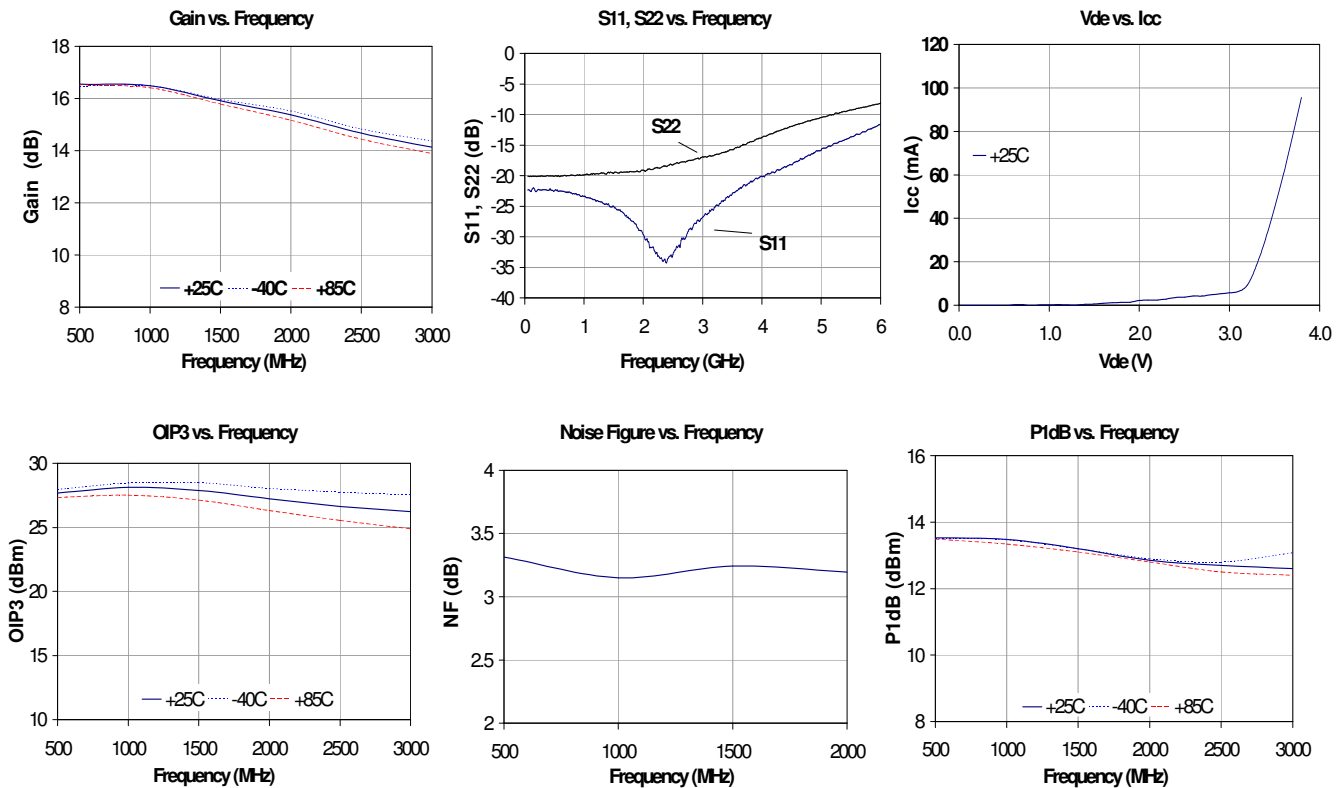 Gain vs. Frequency
18
16
14
12
10
8
Gain (dB)
+25C -40C +85C
500 1000 1500 2000 2500 3000
Frequency (MHz)
S11, S22 vs. Frequency
0
-5
-10
-15
-20
-25
-30
-35
-40
S11, S22 (dB)
S22
S11
0 1 2 3 4 5 6
Frequency (GHz)
Vde vs. Icc
120
100
80
60
40
20
0
Icc (mA)
+25C
0.0 1.0 2.0 3.0 4.0
Vde (V)
OIP3 vs. Frequency
30
25
20
15
10
OIP3 (dBm)
+25C -40C +85C
500 1000 1500 2000 2500 3000
Frequency (MHz)
Noise Figure vs. Frequency
4
3.5
3
2.5
2
NF (dB)
500 1000 1500 2000
Frequency (MHz)
P1dB vs. Frequency
16
14
12
10
8
P1dB (dBm)
+25C -40C +85C
500 1000 1500 2000 2500 3000
Frequency (MHz)